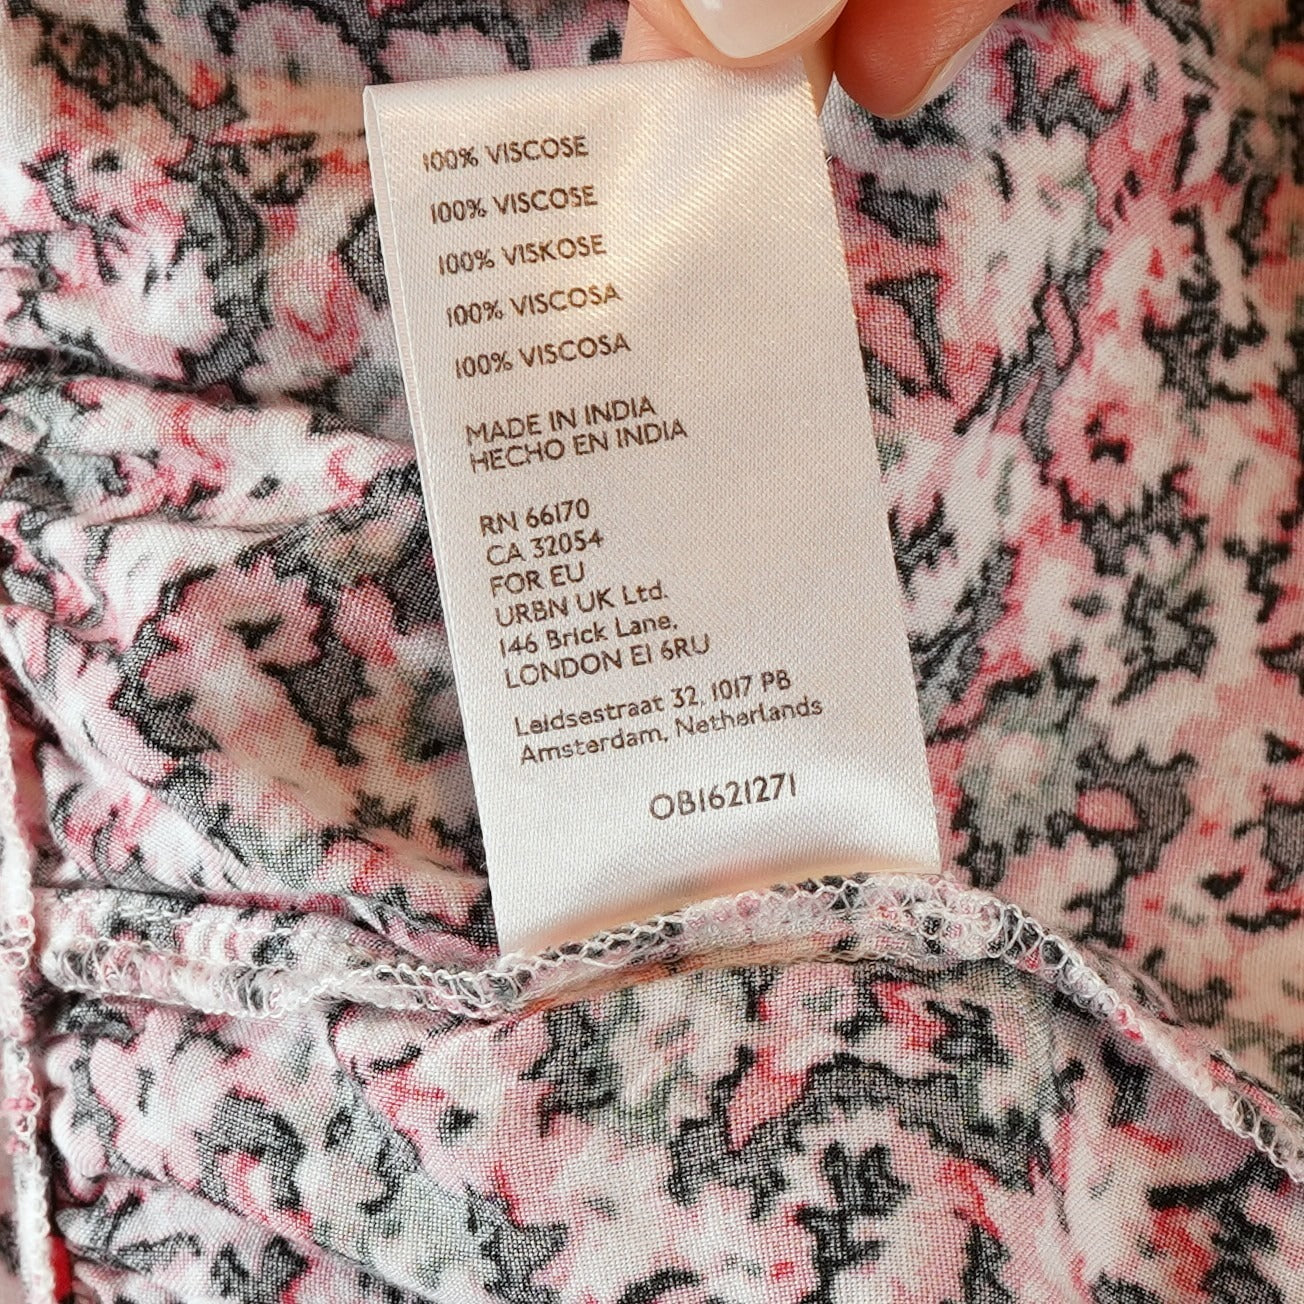 100% VISCOSE
100% VISCOSE
100% VISKOSE
100% VISCOSA
100% VISCOSA
MADE IN INDIA
HECHO EN INDIA
RN 66170
CA 32054
FOR EU
URBN UK Ltd.
146 Brick Lane,
LONDON E1 6RU
Leidsestraat 32, 1017 PB
Amsterdam, Netherlands
OB1621271